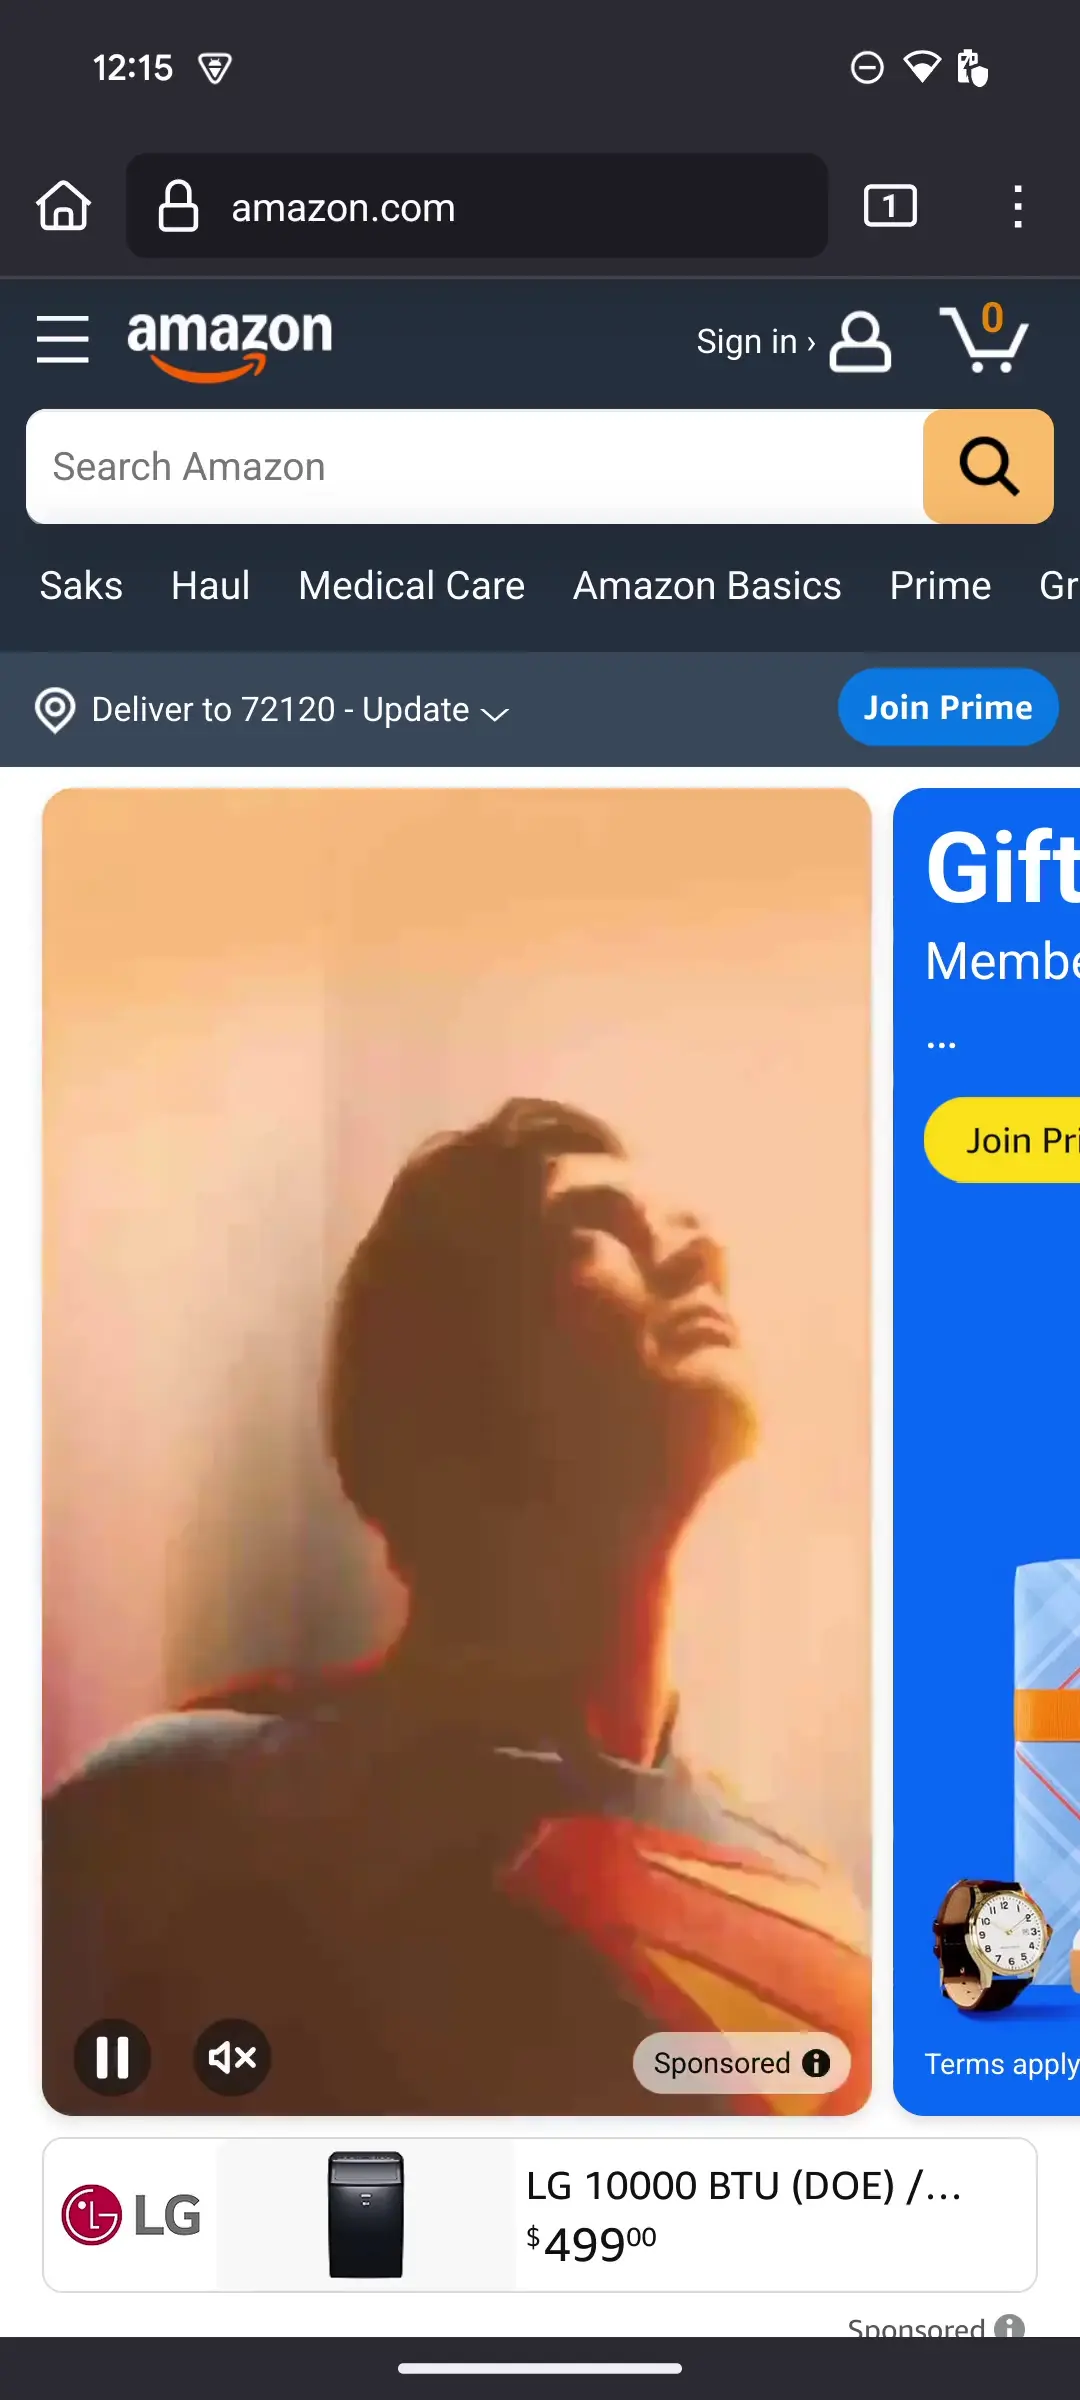 12:15
amazon.com
1
amazon
Sign in ›
0
Search Amazon
Saks Haul Medical Care Amazon Basics Prime Gr
Deliver to 72120 - Update
Join Prime
Gift
Membe
...
Join Pri
Sponsored
Terms apply
LG
LG 10000 BTU (DOE) /...
$49900
Sponsored